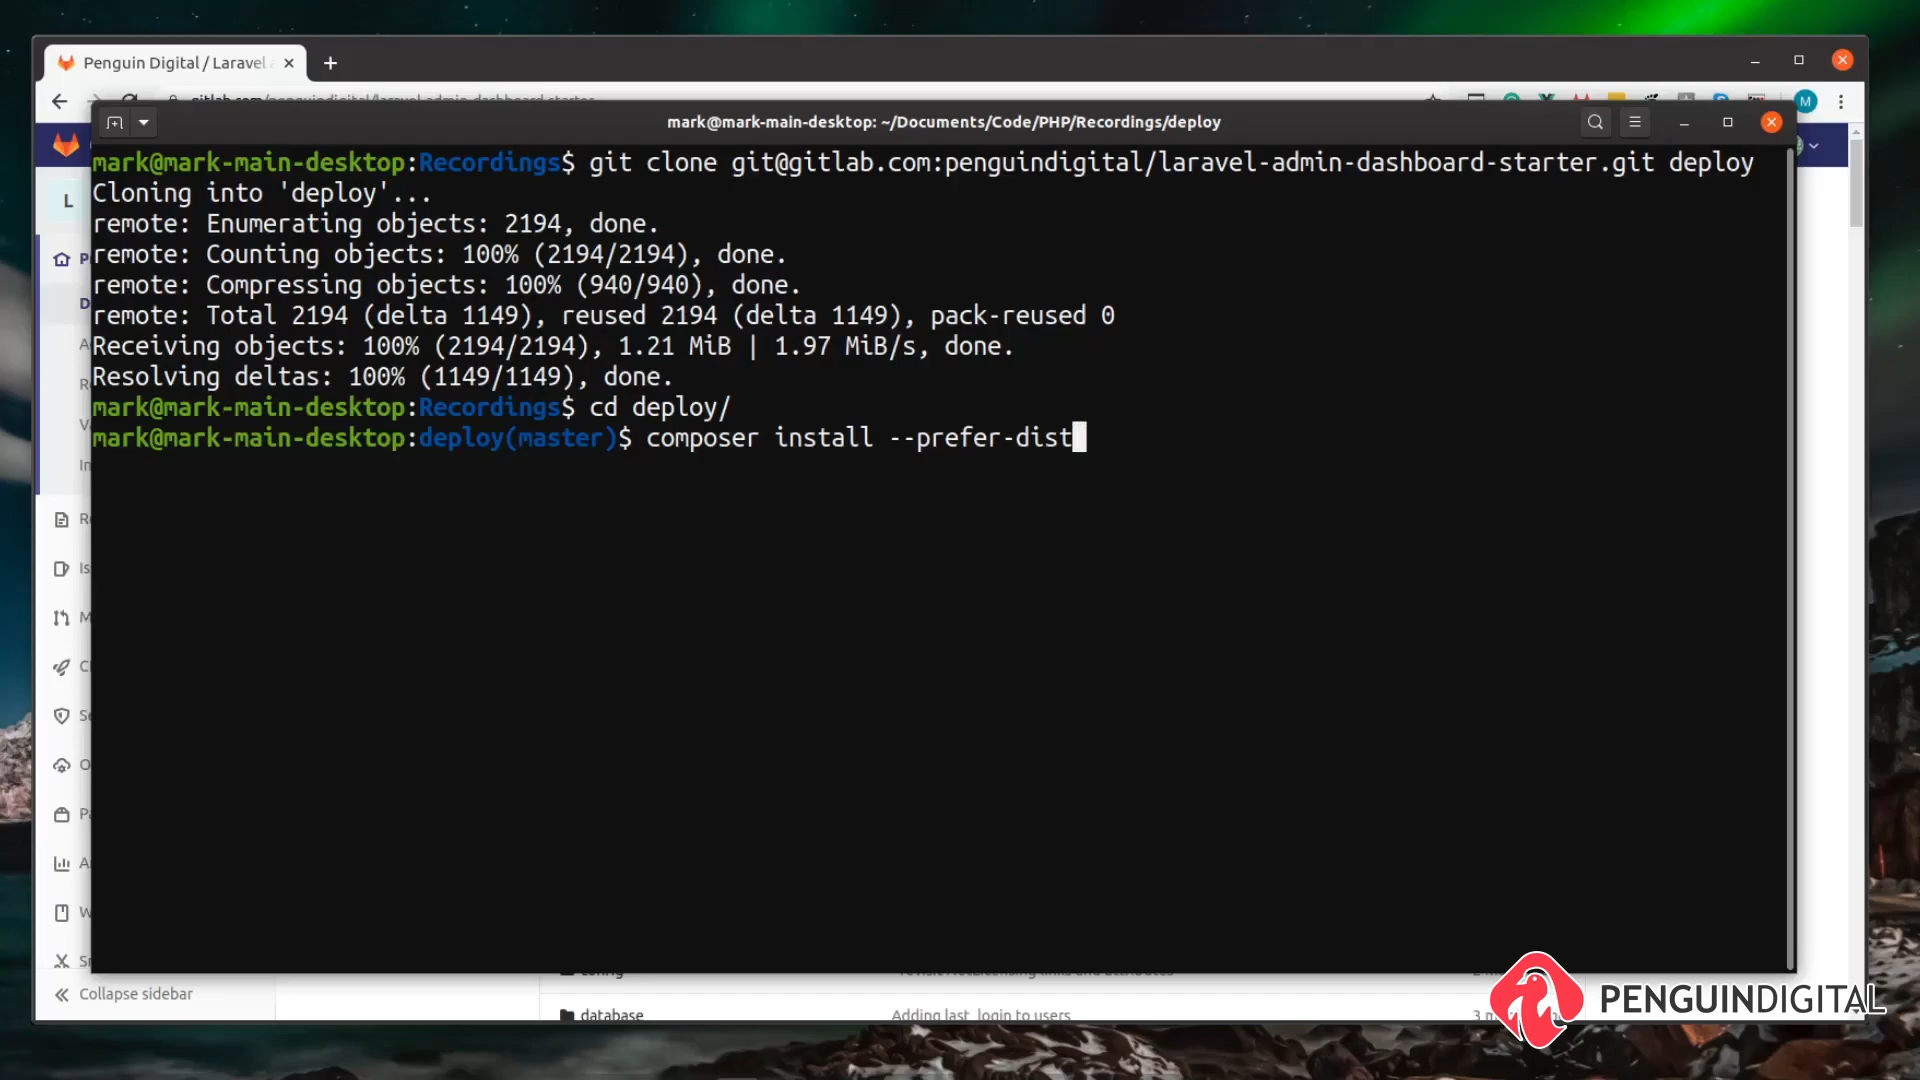 Penguin Digital / Laravel
M
mark@mark-main-desktop: ~/Documents/Code/PHP/Recordings/deploy
mark@mark-main-desktop:Recordings$ git clone git@gitlab.com:penguindigital/laravel-admin-dashboard-starter.git deploy
Cloning into 'deploy'...
remote: Enumerating objects: 2194, done.
remote: Counting objects: 100% (2194/2194), done.
remote: Compressing objects: 100% (940/940), done.
remote: Total 2194 (delta 1149), reused 2194 (delta 1149), pack-reused 0
Receiving objects: 100% (2194/2194), 1.21 MiB | 1.97 MiB/s, done.
Resolving deltas: 100% (1149/1149), done.
mark@mark-main-desktop:Recordings$ cd deploy/
mark@mark-main-desktop:deploy(master)$ composer install --prefer-dist
L
Collapse sidebar
database
Adding last_login to users
PENGUINDIGITAL